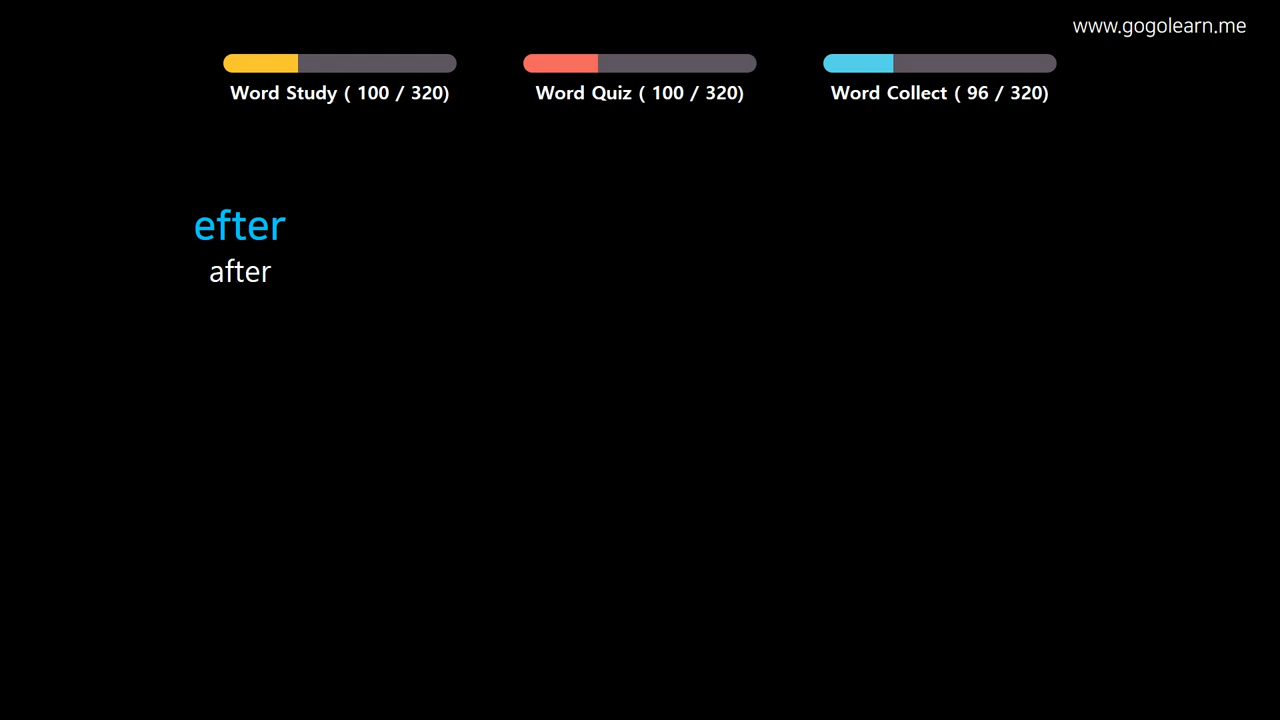 www.gogolearn.me
Word Study ( 100 / 320)
Word Quiz ( 100 / 320)
Word Collect ( 96 / 320)
efter
after